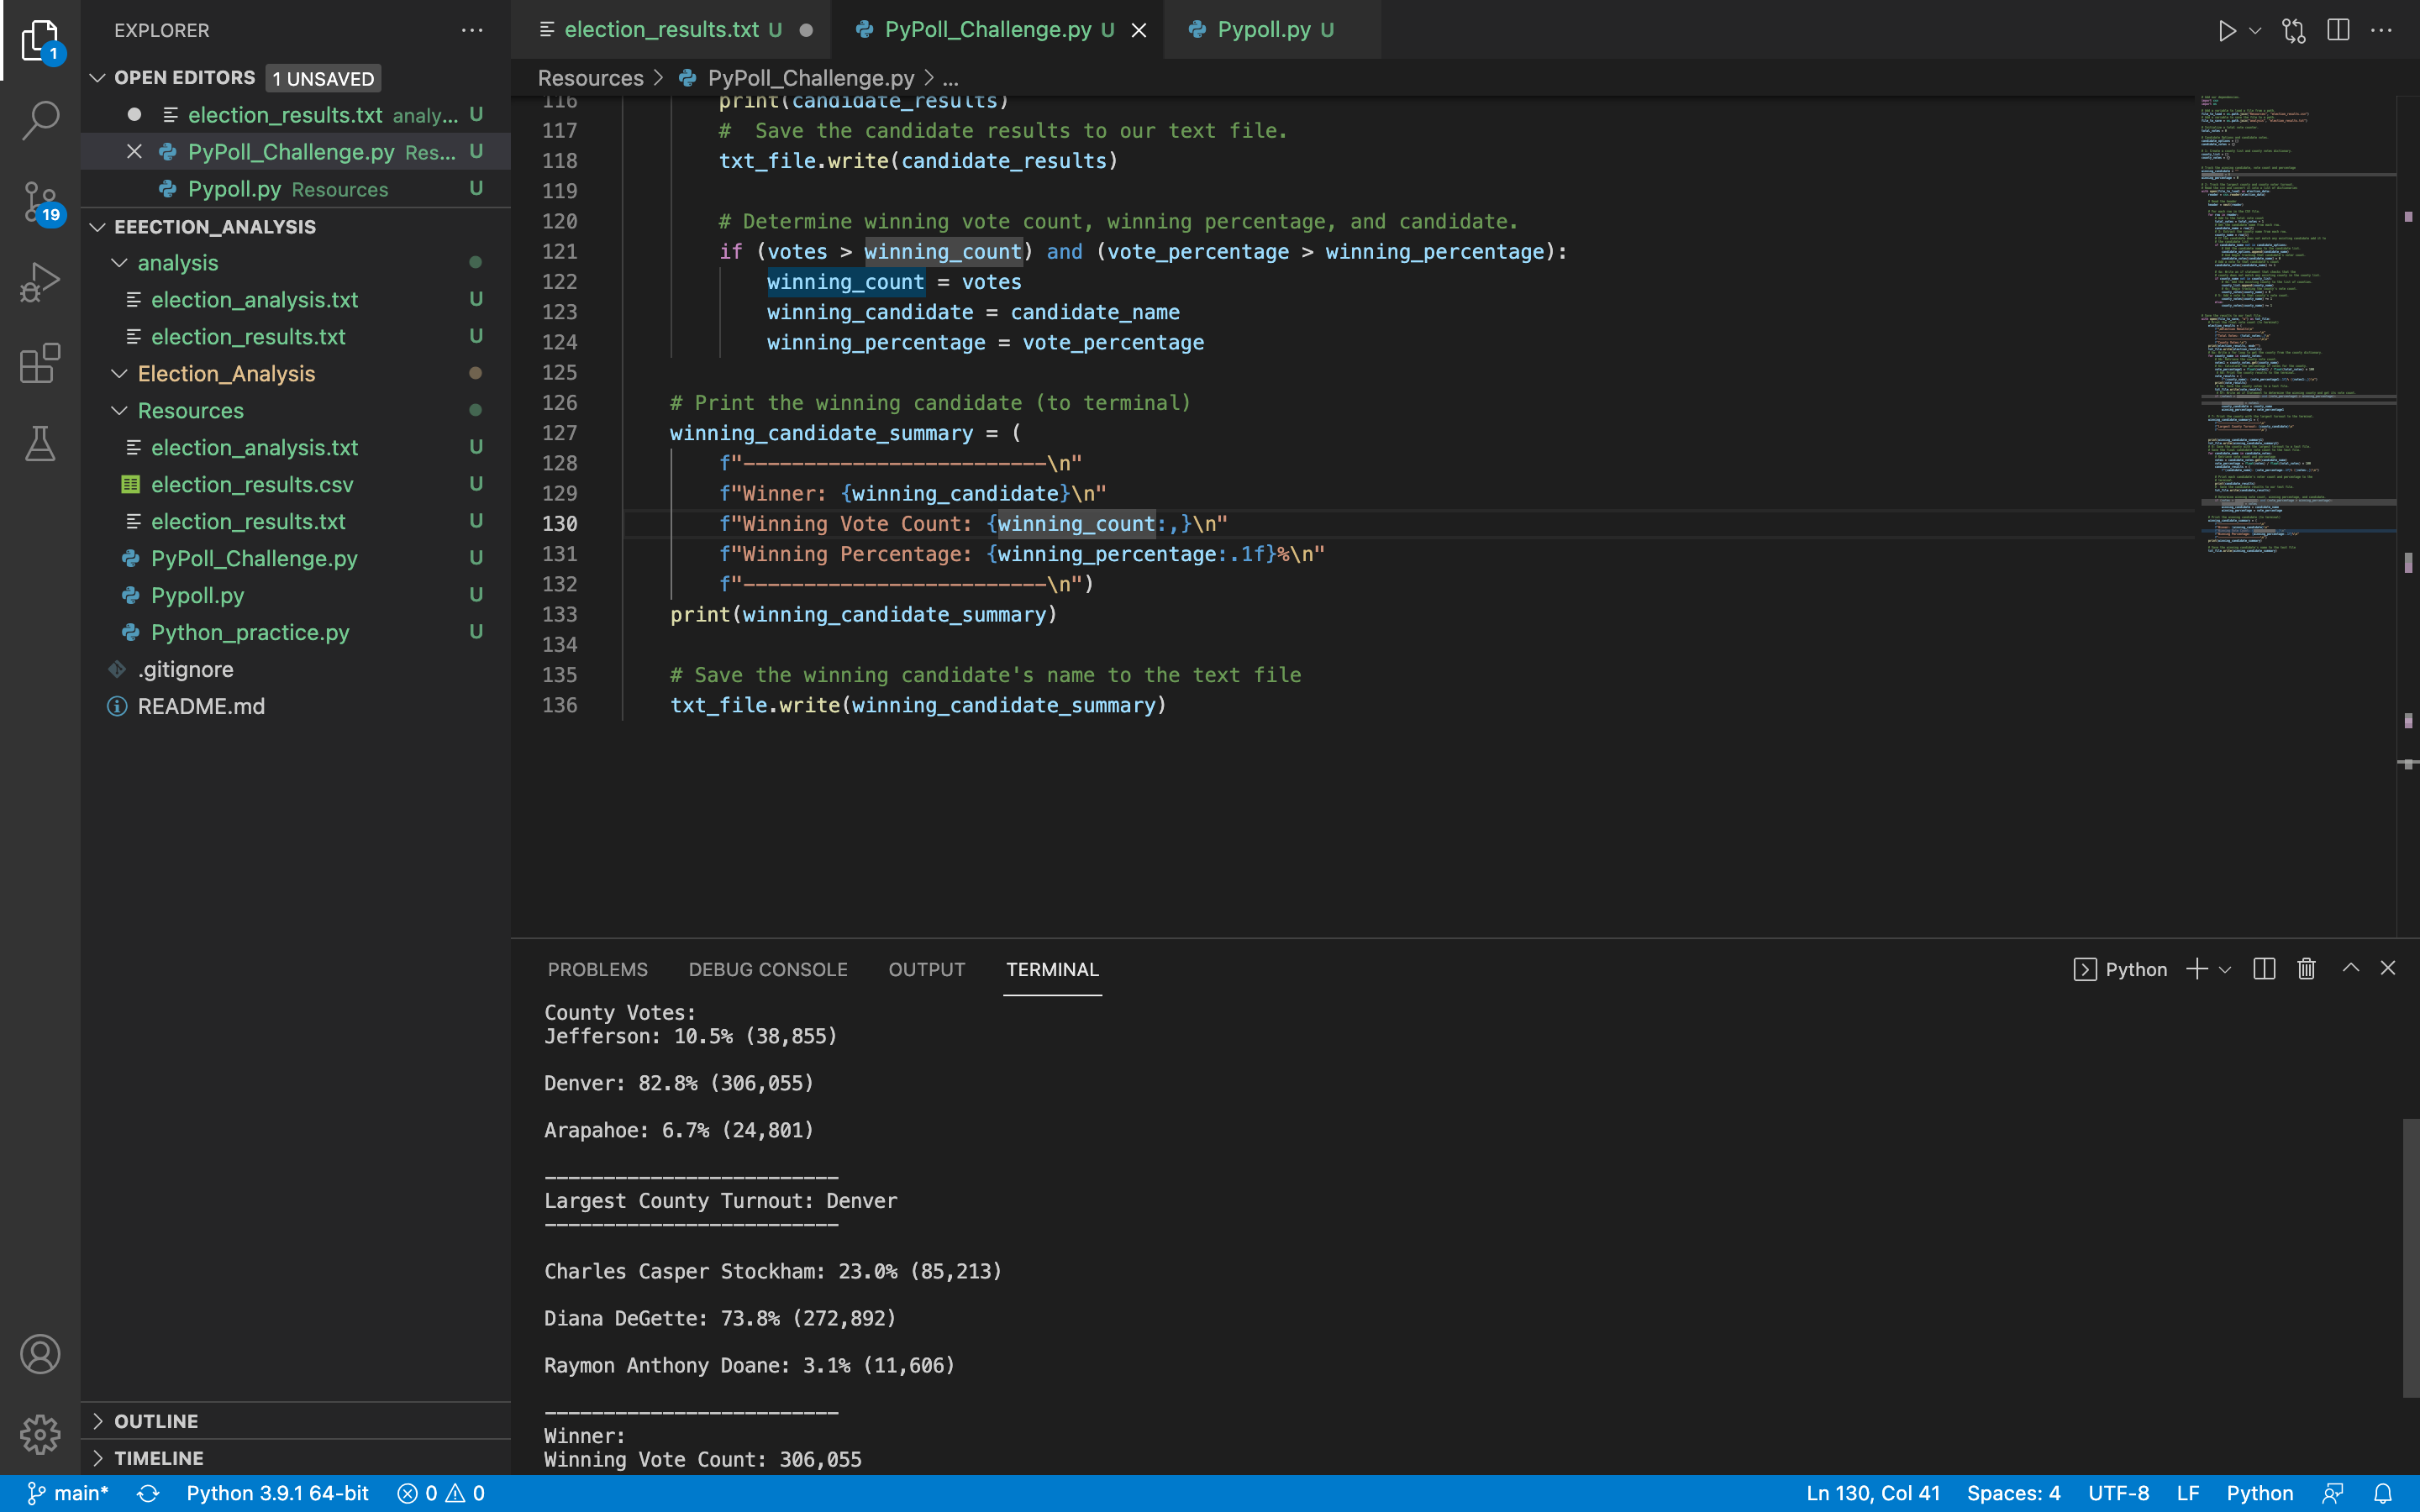 EXPLORER
OPEN EDITORS 1 UNSAVED
election_results.txt analy... U
PyPoll_Challenge.py Res... U
Pypoll.py Resources U
EEECTION_ANALYSIS
analysis
election_analysis.txt U
election_results.txt U
Election_Analysis
Resources
election_analysis.txt U
election_results.csv U
election_results.txt U
PyPoll_Challenge.py U
Pypoll.py U
Python_practice.py U
.gitignore
README.md
OUTLINE
TIMELINE
1
19
election_results.txt U
PyPoll_Challenge.py U
Pypoll.py U
Resources > PyPoll_Challenge.py > ...
116 print(candidate_results)
117 #  Save the candidate results to our text file.
118 txt_file.write(candidate_results)
119
120 # Determine winning vote count, winning percentage, and candidate.
121 if (votes > winning_count) and (vote_percentage > winning_percentage):
122 winning_count = votes
123 winning_candidate = candidate_name
124 winning_percentage = vote_percentage
125
126 # Print the winning candidate (to terminal)
127 winning_candidate_summary = (
128 f"-------------------------\n"
129 f"Winner: {winning_candidate}\n"
130 f"Winning Vote Count: {winning_count:,}\n"
131 f"Winning Percentage: {winning_percentage:.1f}%\n"
132 f"-------------------------\n")
133 print(winning_candidate_summary)
134
135 # Save the winning candidate's name to the text file
136 txt_file.write(winning_candidate_summary)
PROBLEMS DEBUG CONSOLE OUTPUT TERMINAL
Python
County Votes:
Jefferson: 10.5% (38,855)
Denver: 82.8% (306,055)
Arapahoe: 6.7% (24,801)
-------------------------
Largest County Turnout: Denver
-------------------------
Charles Casper Stockham: 23.0% (85,213)
Diana DeGette: 73.8% (272,892)
Raymon Anthony Doane: 3.1% (11,606)
-------------------------
Winner:
Winning Vote Count: 306,055
main* Python 3.9.1 64-bit 0 0 Ln 130, Col 41 Spaces: 4 UTF-8 LF Python